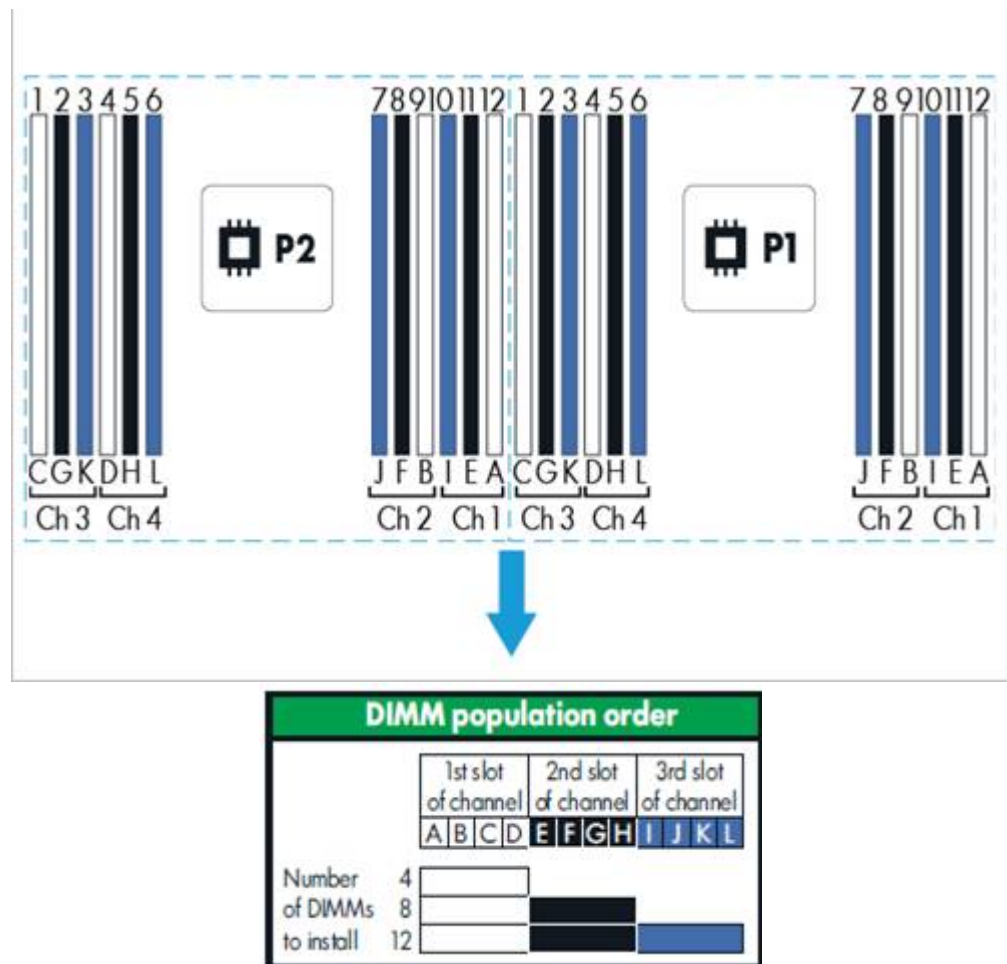 1 2 3 4 5 6 7 8 9 10 11 12 1 2 3 4 5 6 7 8 9 10 11 12
P2 P1
C G K D H L J F B I E A C G K D H L J F B I E A
Ch 3 Ch 4 Ch 2 Ch 1 Ch 3 Ch 4 Ch 2 Ch 1
DIMM population order
1st slot 2nd slot 3rd slot
of channel of channel of channel
A B C D E F G H I J K L
Number 4
of DIMMs 8
to install 12